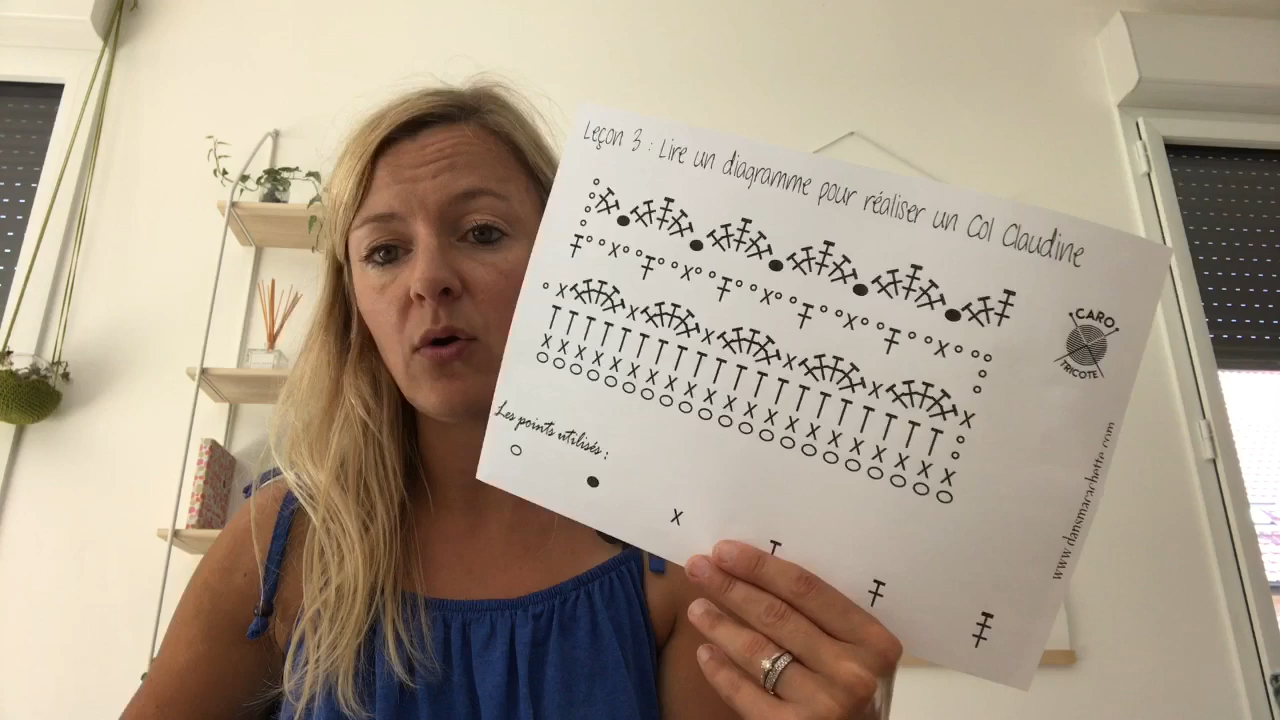 Leçon 3 : Lire un diagramme pour réaliser un Col Claudine
CARO
TRICOTE
Les points utilisés :
www.dansmacachette.com